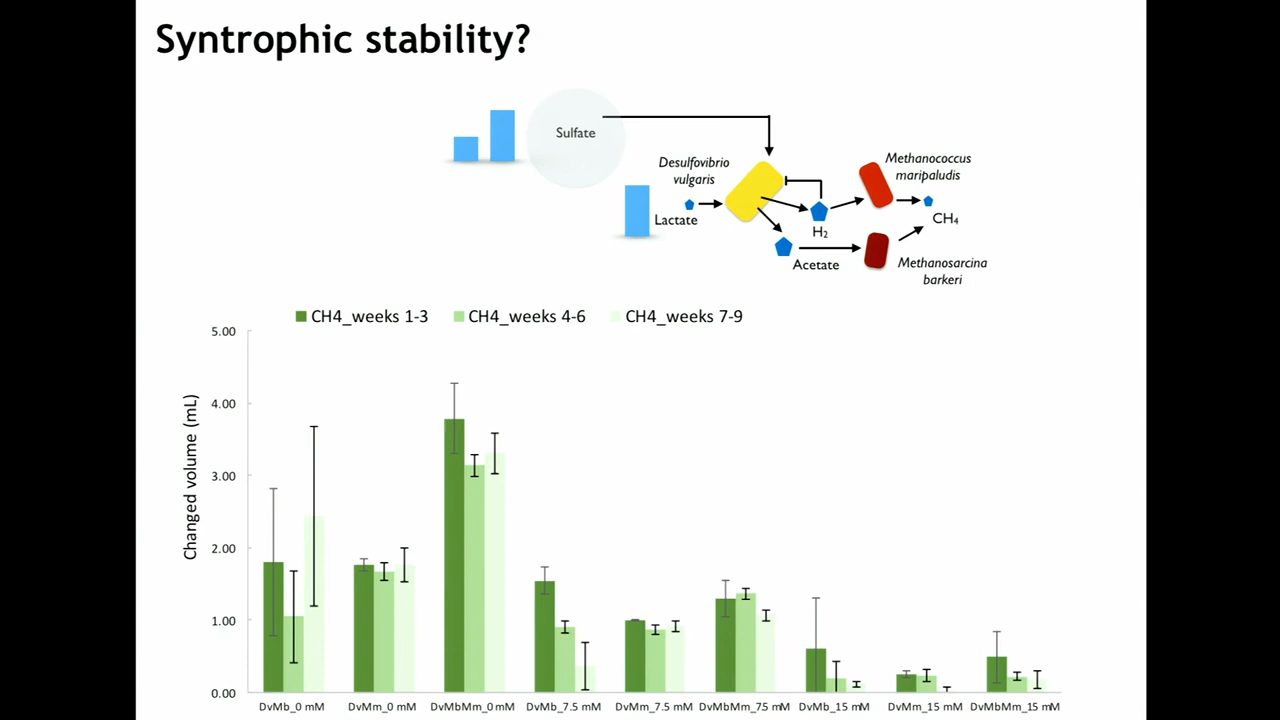 Syntrophic stability?
Sulfate
Desulfovibrio
vulgaris
Methanococcus
maripaludis
Lactate
H2
CH4
Acetate
Methanosarcina
barkeri
CH4_weeks 1-3
CH4_weeks 4-6
CH4_weeks 7-9
Changed volume (mL)
5.00
4.00
3.00
2.00
1.00
0.00
DvMb_0 mM
DvMm_0 mM
DvMbMm_0 mM
DvMb_7.5 mM
DvMm_7.5 mM
DvMbMm_75 mM
DvMb_15 mM
DvMm_15 mM
DvMbMm_15 mM